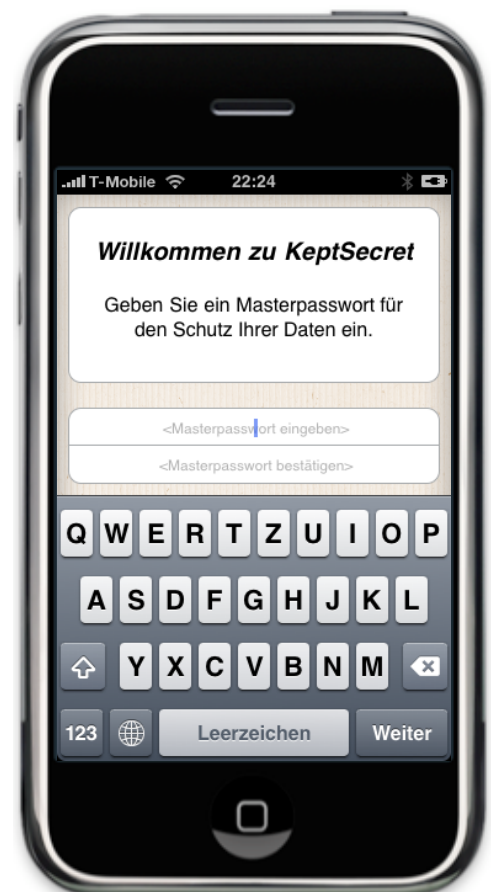 T-Mobile 22:24
Willkommen zu KeptSecret
Geben Sie ein Masterpasswort für
den Schutz Ihrer Daten ein.
<Masterpasswort eingeben>
<Masterpasswort bestätigen>
Q W E R T Z U I O P
A S D F G H J K L
Y X C V B N M
123 Leerzeichen Weiter